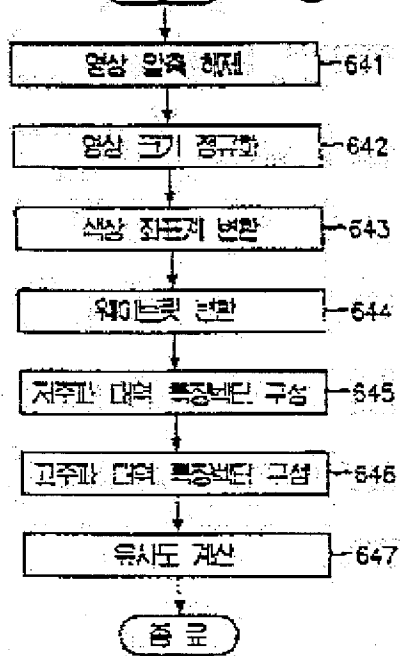 영상 압축 해제 641
영상 크기 정규화 642
색상 좌표계 변환 643
웨이브릿 변환 644
저주파 대역 특징벡터 구성 645
고주파 대역 특징벡터 구성 646
유사도 계산 647
종료